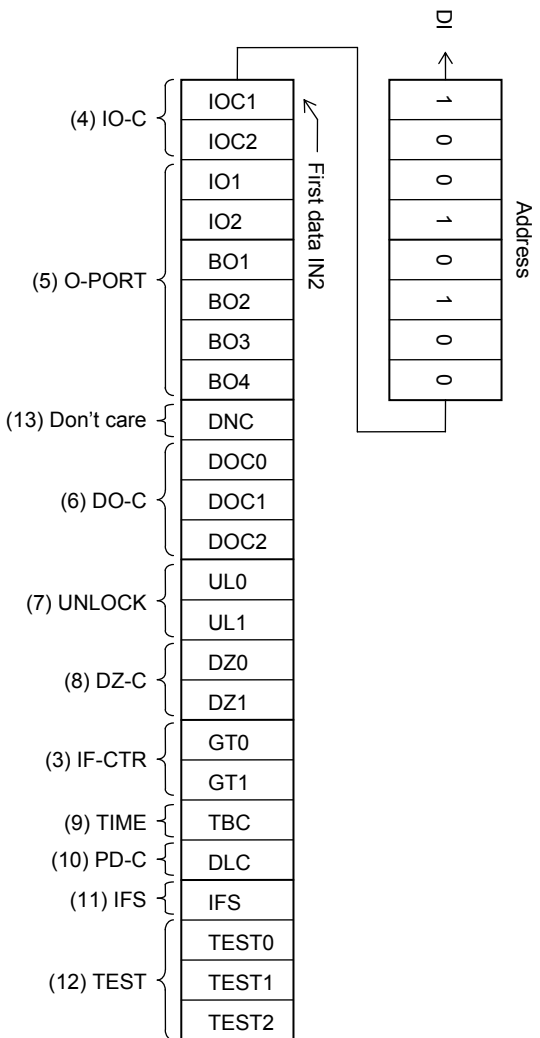 DI
Address
1
0
0
1
0
1
0
0
First data IN2
(4) IO-C
IOC1
IOC2
(5) O-PORT
IO1
IO2
BO1
BO2
BO3
BO4
(13) Don't care
DNC
(6) DO-C
DOC0
DOC1
DOC2
(7) UNLOCK
UL0
UL1
(8) DZ-C
DZ0
DZ1
(3) IF-CTR
GT0
GT1
(9) TIME
TBC
(10) PD-C
DLC
(11) IFS
IFS
(12) TEST
TEST0
TEST1
TEST2